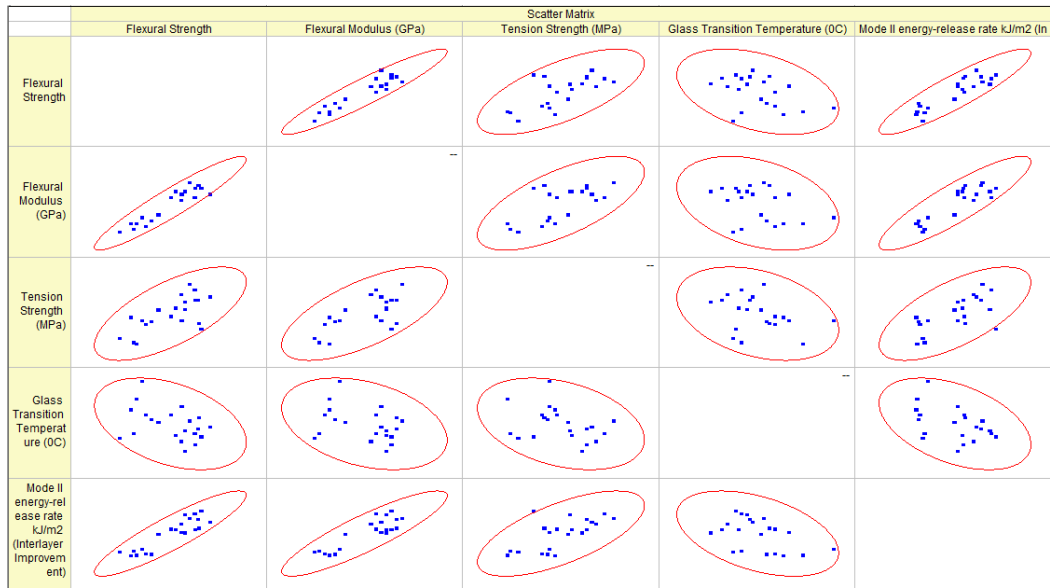 Scatter Matrix
Flexural Strength Flexural Modulus (GPa) Tension Strength (MPa) Glass Transition Temperature (0C) Mode II energy-release rate kJ/m2 (In
Flexural
Strength
Flexural
Modulus
(GPa)
--
Tension
Strength
(MPa)
--
Glass
Transition
Temperat
ure (0C)
--
Mode II
energy-rel
ease rate
kJ/m2
(Interlayer
Improvem
ent)